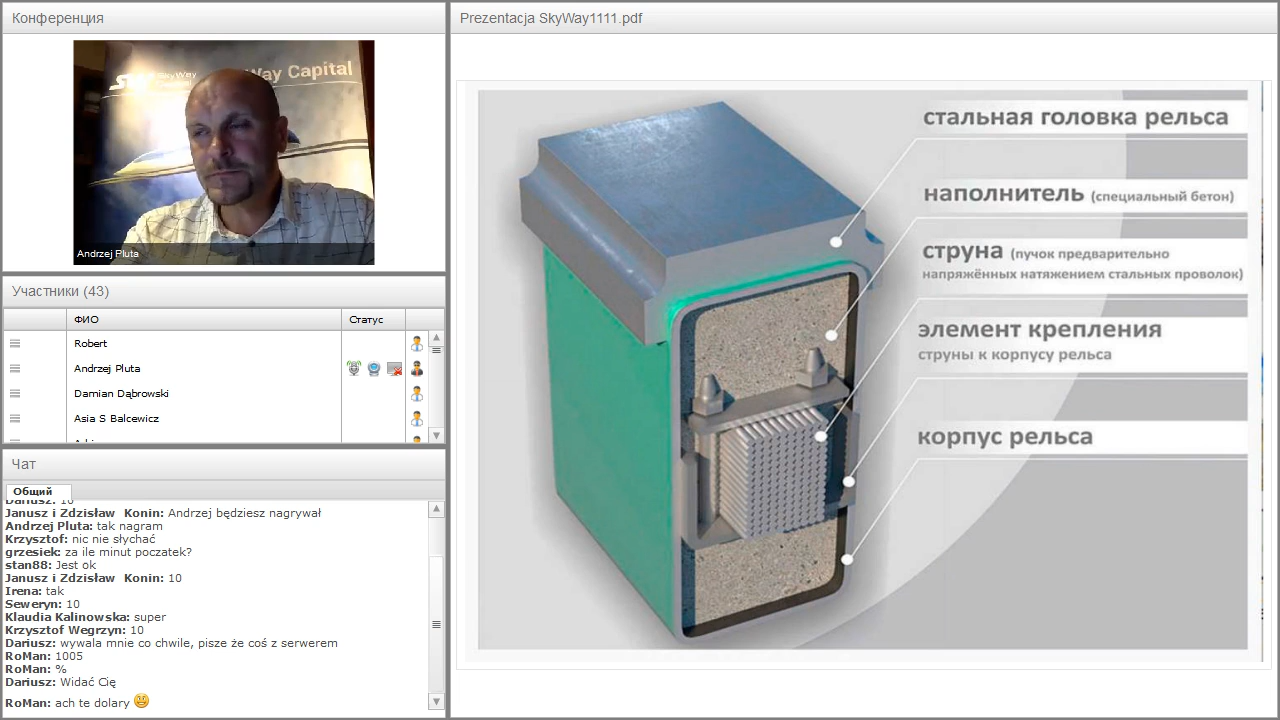 Конференция
SkyWay
Capital
Way Capital
Andrzej Pluta
Участники (43)
ФИО Статус
Robert
Andrzej Pluta
Damian Dąbrowski
Asia S Balcewicz
Чат
Общий
Dariusz: 10
Janusz i Zdzisław Konin: Andrzej będziesz nagrywał
Andrzej Pluta: tak nagram
Krzysztof: nic nie słychać
grzesiek: za ile minut poczatek?
stan88: Jest ok
Janusz i Zdzisław Konin: 10
Irena: tak
Seweryn: 10
Klaudia Kalinowska: super
Krzysztof Wegrzyn: 10
Dariusz: wywala mnie co chwile, pisze że coś z serwerem
RoMan: 1005
RoMan: %
Dariusz: Widać Cię
RoMan: ach te dolary
Prezentacja SkyWay1111.pdf
стальная головка рельса
наполнитель (специальный бетон)
струна (пучок предварительно
напряжённых натяжением стальных проволок)
элемент крепления
струны к корпусу рельса
корпус рельса